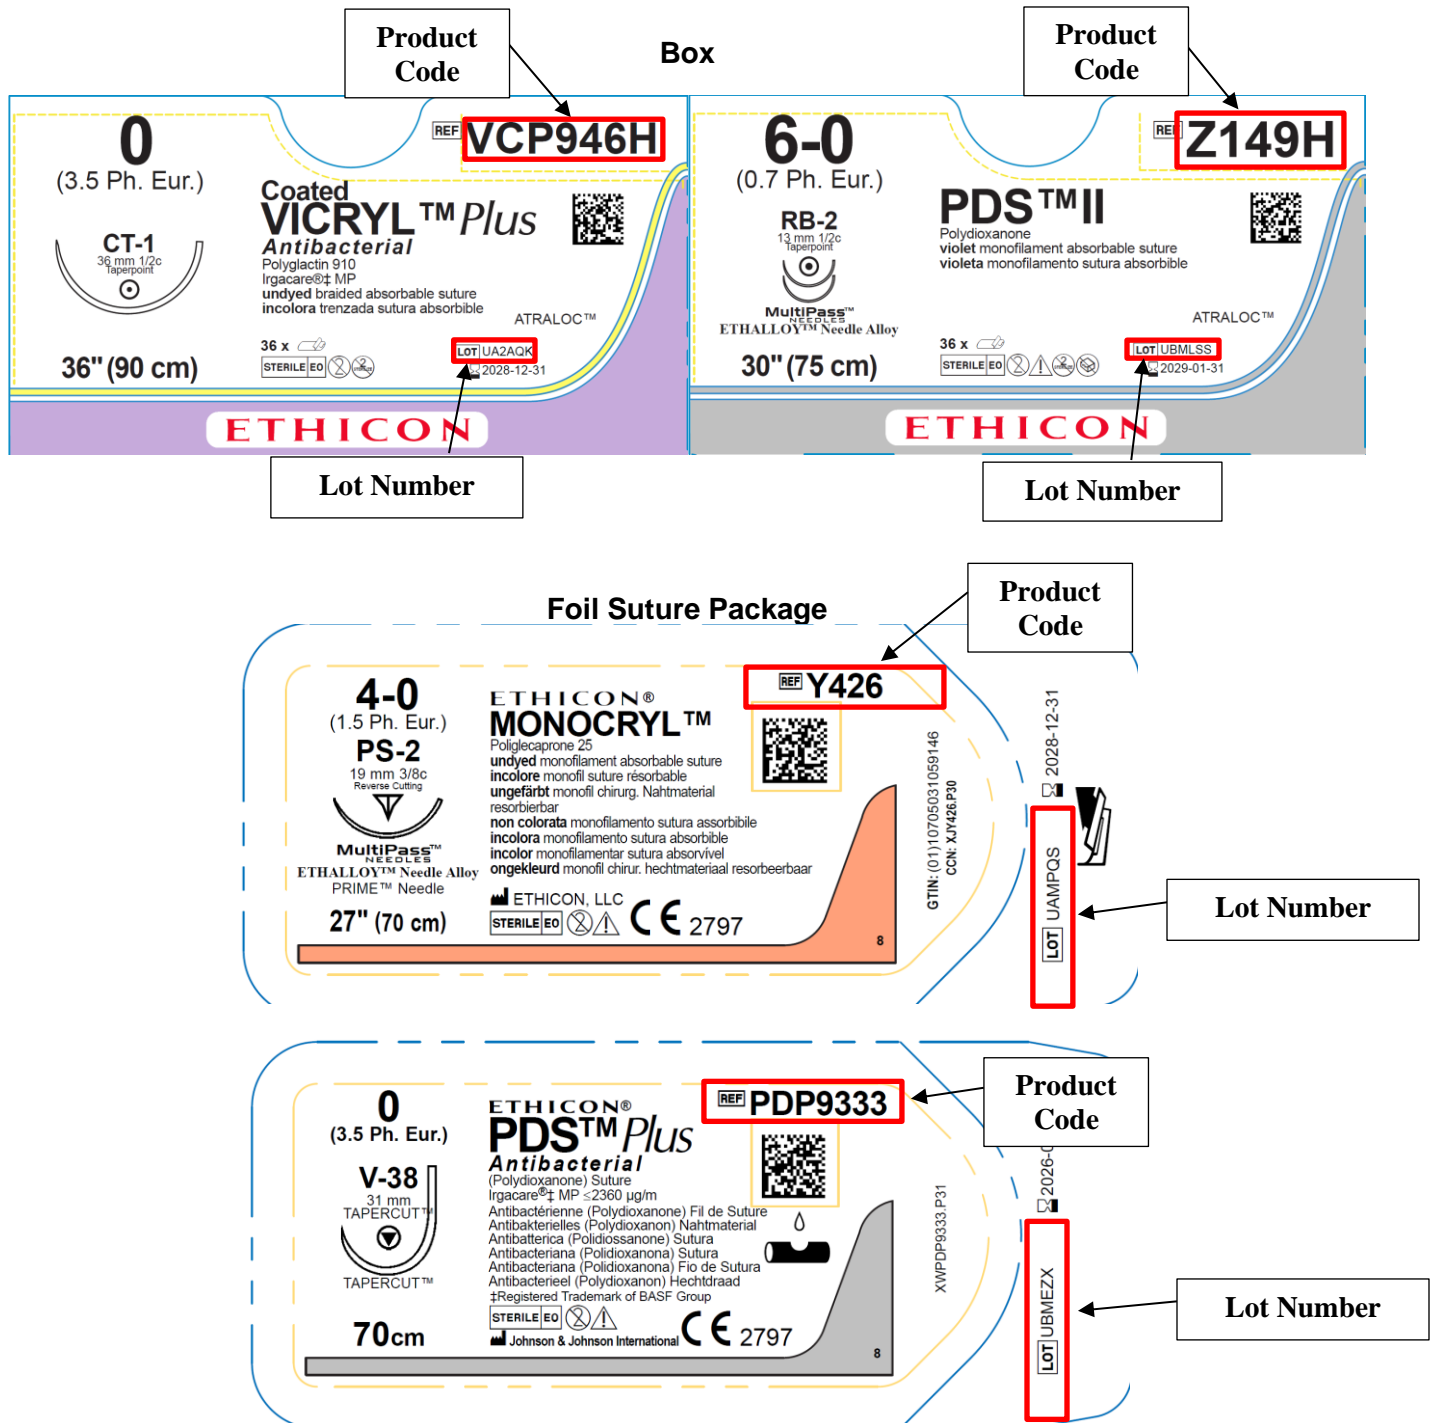 Product
Code
Box
Product
Code
0
(3.5 Ph. Eur.)
CT-1
36 mm 1/2c
Taperpoint
36" (90 cm)
REF VCP946H
Coated
VICRYL™ Plus
Antibacterial
Polyglactin 910
Irgacare®‡ MP
undyed braided absorbable suture
incolora trenzada sutura absorbible
ATRALOC™
36 x
STERILE EO
LOT UA2AQK
2028-12-31
ETHICON
Lot Number
6-0
(0.7 Ph. Eur.)
RB-2
13 mm 1/2c
Taperpoint
MultiPass™
NEEDLES
ETHALLOY™ Needle Alloy
30" (75 cm)
REF Z149H
PDS™II
Polydioxanone
violet monofilament absorbable suture
violeta monofilamento sutura absorbible
ATRALOC™
36 x
STERILE EO
LOT UBMLSS
2029-01-31
ETHICON
Lot Number
Foil Suture Package
Product
Code
4-0
(1.5 Ph. Eur.)
PS-2
19 mm 3/8c
Reverse Cutting
MultiPass™
NEEDLES
ETHALLOY™ Needle Alloy
PRIME™ Needle
27" (70 cm)
REF Y426
ETHICON®
MONOCRYL™
Poliglecaprone 25
undyed monofilament absorbable suture
incolore monofil suture résorbable
ungefärbt monofil chirurg. Nahtmaterial
resorbierbar
non colorata monofilamento sutura assorbibile
incolora monofilamento sutura absorbible
incolor monofilamentar sutura absorvível
ongekleurd monofil chirur. hechtmateriaal resorbeerbaar
ETHICON, LLC
STERILE EO CE 2797
8
GTIN: (01)10705031059146
CCN: XJY426.P30
2028-12-31
LOT UAMPQS
Lot Number
0
(3.5 Ph. Eur.)
V-38
31 mm
TAPERCUT™
TAPERCUT™
70cm
REF PDP9333
ETHICON®
PDS™ Plus
Antibacterial
(Polydioxanone) Suture
Irgacare®‡ MP ≤2360 µg/m
Antibactérienne (Polydioxanone) Fil de Suture
Antibakterielles (Polydioxanon) Nahtmaterial
Antibatterica (Polidiossanone) Sutura
Antibacteriana (Polidioxanona) Sutura
Antibacteriana (Polidioxanona) Fio de Sutura
Antibacterieel (Polydioxanon) Hechtdraad
‡Registered Trademark of BASF Group
STERILE EO
Johnson & Johnson International CE 2797
8
XWPDP9333.P31
Product
Code
2026-0
LOT UBMEZX
Lot Number